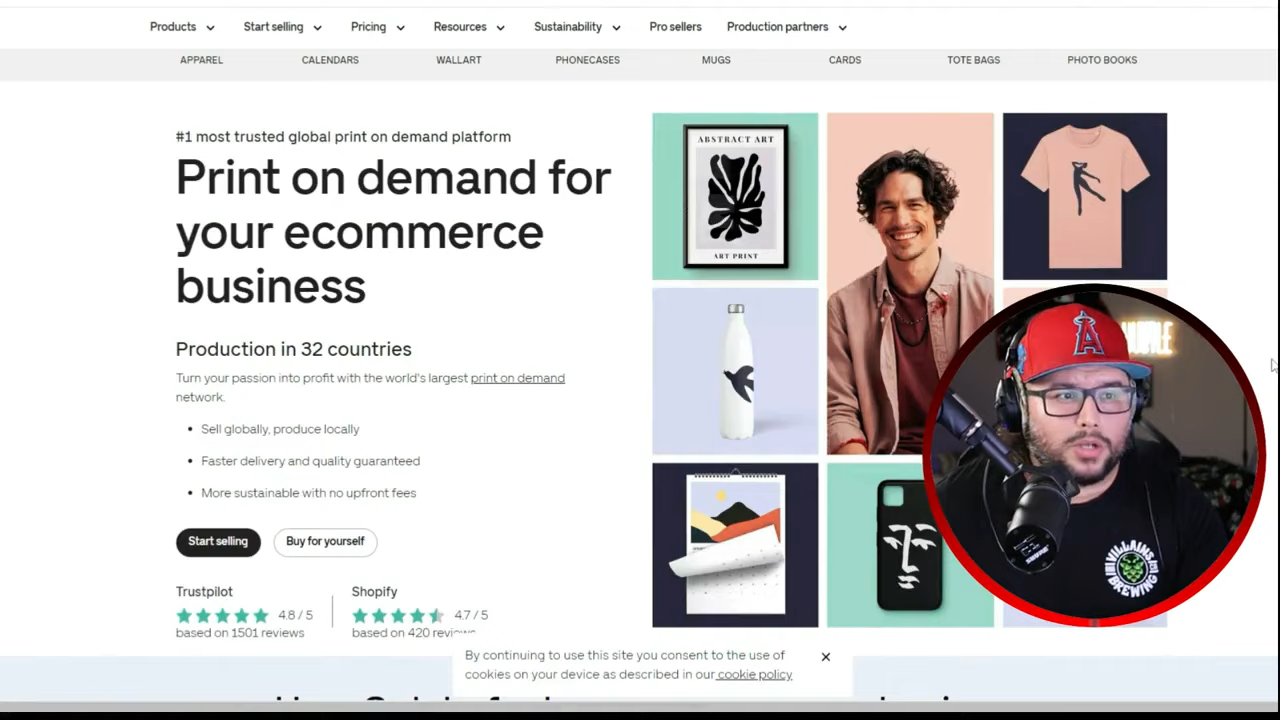 Products Start selling Pricing Resources Sustainability Pro sellers Production partners
APPAREL CALENDARS WALLART PHONECASES MUGS CARDS TOTE BAGS PHOTO BOOKS
#1 most trusted global print on demand platform
Print on demand for
your ecommerce
business
Production in 32 countries
Turn your passion into profit with the world's largest print on demand
network.
• Sell globally, produce locally
• Faster delivery and quality guaranteed
• More sustainable with no upfront fees
Start selling Buy for yourself
Trustpilot Shopify
4.8 / 5 4.7 / 5
based on 1501 reviews based on 420 reviews
By continuing to use this site you consent to the use of
cookies on your device as described in our cookie policy
ABSTRACT ART
ART PRINT
A
VILLAINS
BREWING
SHURE